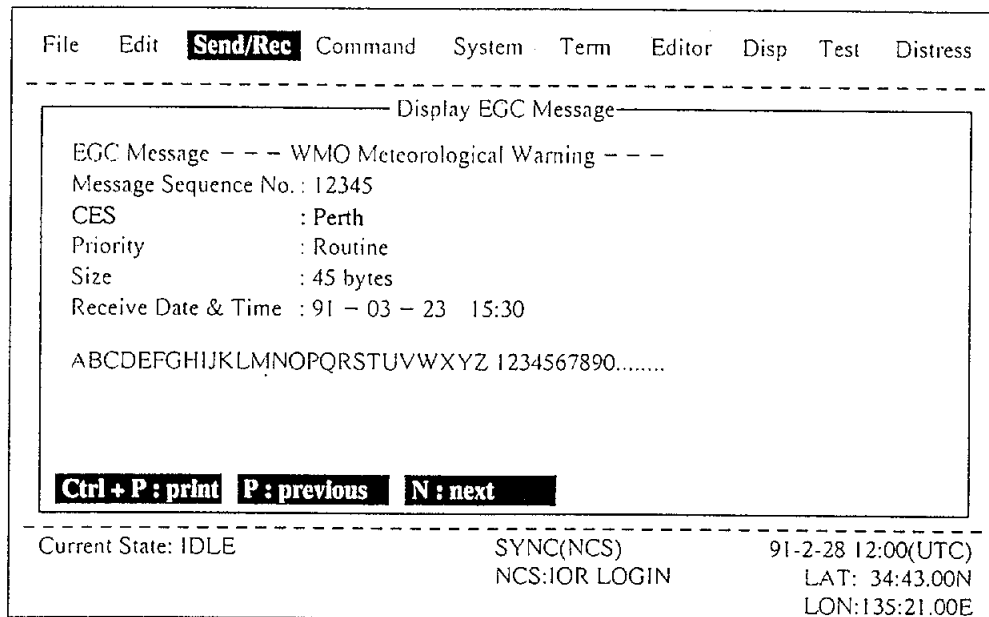 File Edit Send/Rec Command System Term Editor Disp Test Distress
Display EGC Message
EGC Message – – – WMO Meteorological Warning – – –
Message Sequence No. : 12345
CES : Perth
Priority : Routine
Size : 45 bytes
Receive Date & Time : 91 – 03 – 23 15:30
ABCDEFGHIJKLMNOPQRSTUVWXYZ 1234567890........
Ctrl + P : print P : previous N : next
Current State: IDLE SYNC(NCS) 91-2-28 12:00(UTC)
NCS:IOR LOGIN LAT: 34:43.00N
LON:135:21.00E